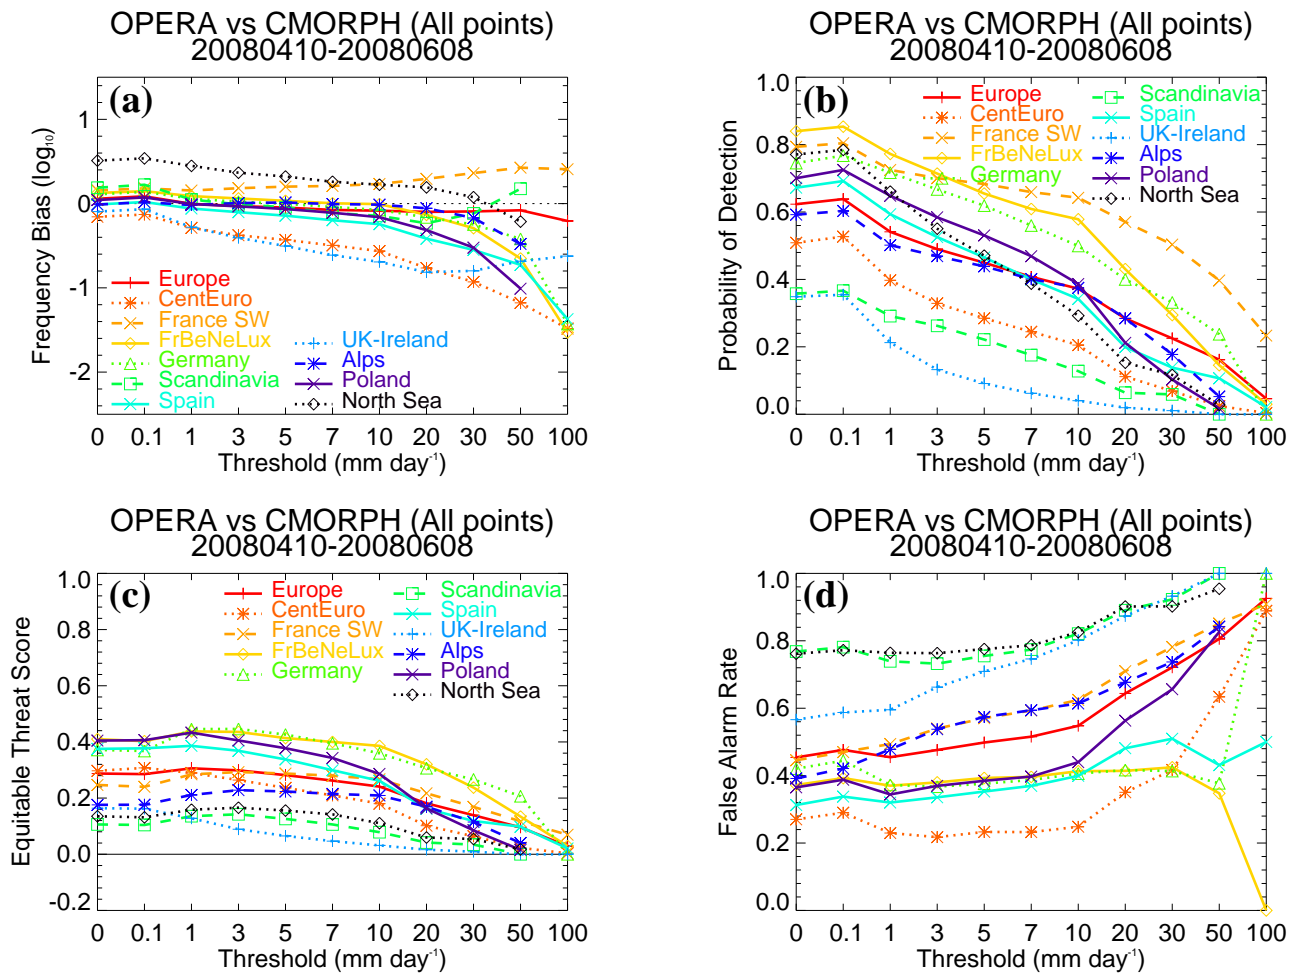 OPERA vs CMORPH (All points)
20080410-20080608
(a)
Frequency Bias (log₁₀)
1
0
-1
-2
Europe
CentEuro
France SW
FrBeNeLux
Germany
Scandinavia
Spain
UK-Ireland
Alps
Poland
North Sea
0 0.1 1 3 5 7 10 20 30 50 100
Threshold (mm day⁻¹)
OPERA vs CMORPH (All points)
20080410-20080608
(b)
Probability of Detection
1.0
0.8
0.6
0.4
0.2
0.0
Europe
CentEuro
France SW
FrBeNeLux
Germany
Scandinavia
Spain
UK-Ireland
Alps
Poland
North Sea
0 0.1 1 3 5 7 10 20 30 50 100
Threshold (mm day⁻¹)
OPERA vs CMORPH (All points)
20080410-20080608
(c)
Equitable Threat Score
1.0
0.8
0.6
0.4
0.2
0.0
-0.2
Europe
CentEuro
France SW
FrBeNeLux
Germany
Scandinavia
Spain
UK-Ireland
Alps
Poland
North Sea
0 0.1 1 3 5 7 10 20 30 50 100
Threshold (mm day⁻¹)
OPERA vs CMORPH (All points)
20080410-20080608
(d)
False Alarm Rate
1.0
0.8
0.6
0.4
0.2
0.0
0 0.1 1 3 5 7 10 20 30 50 100
Threshold (mm day⁻¹)